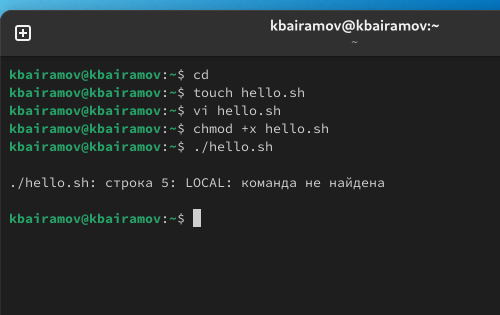 kbairamov@kbairamov:~
~
kbairamov@kbairamov:~$ cd
kbairamov@kbairamov:~$ touch hello.sh
kbairamov@kbairamov:~$ vi hello.sh
kbairamov@kbairamov:~$ chmod +x hello.sh
kbairamov@kbairamov:~$ ./hello.sh
./hello.sh: строка 5: LOCAL: команда не найдена
kbairamov@kbairamov:~$